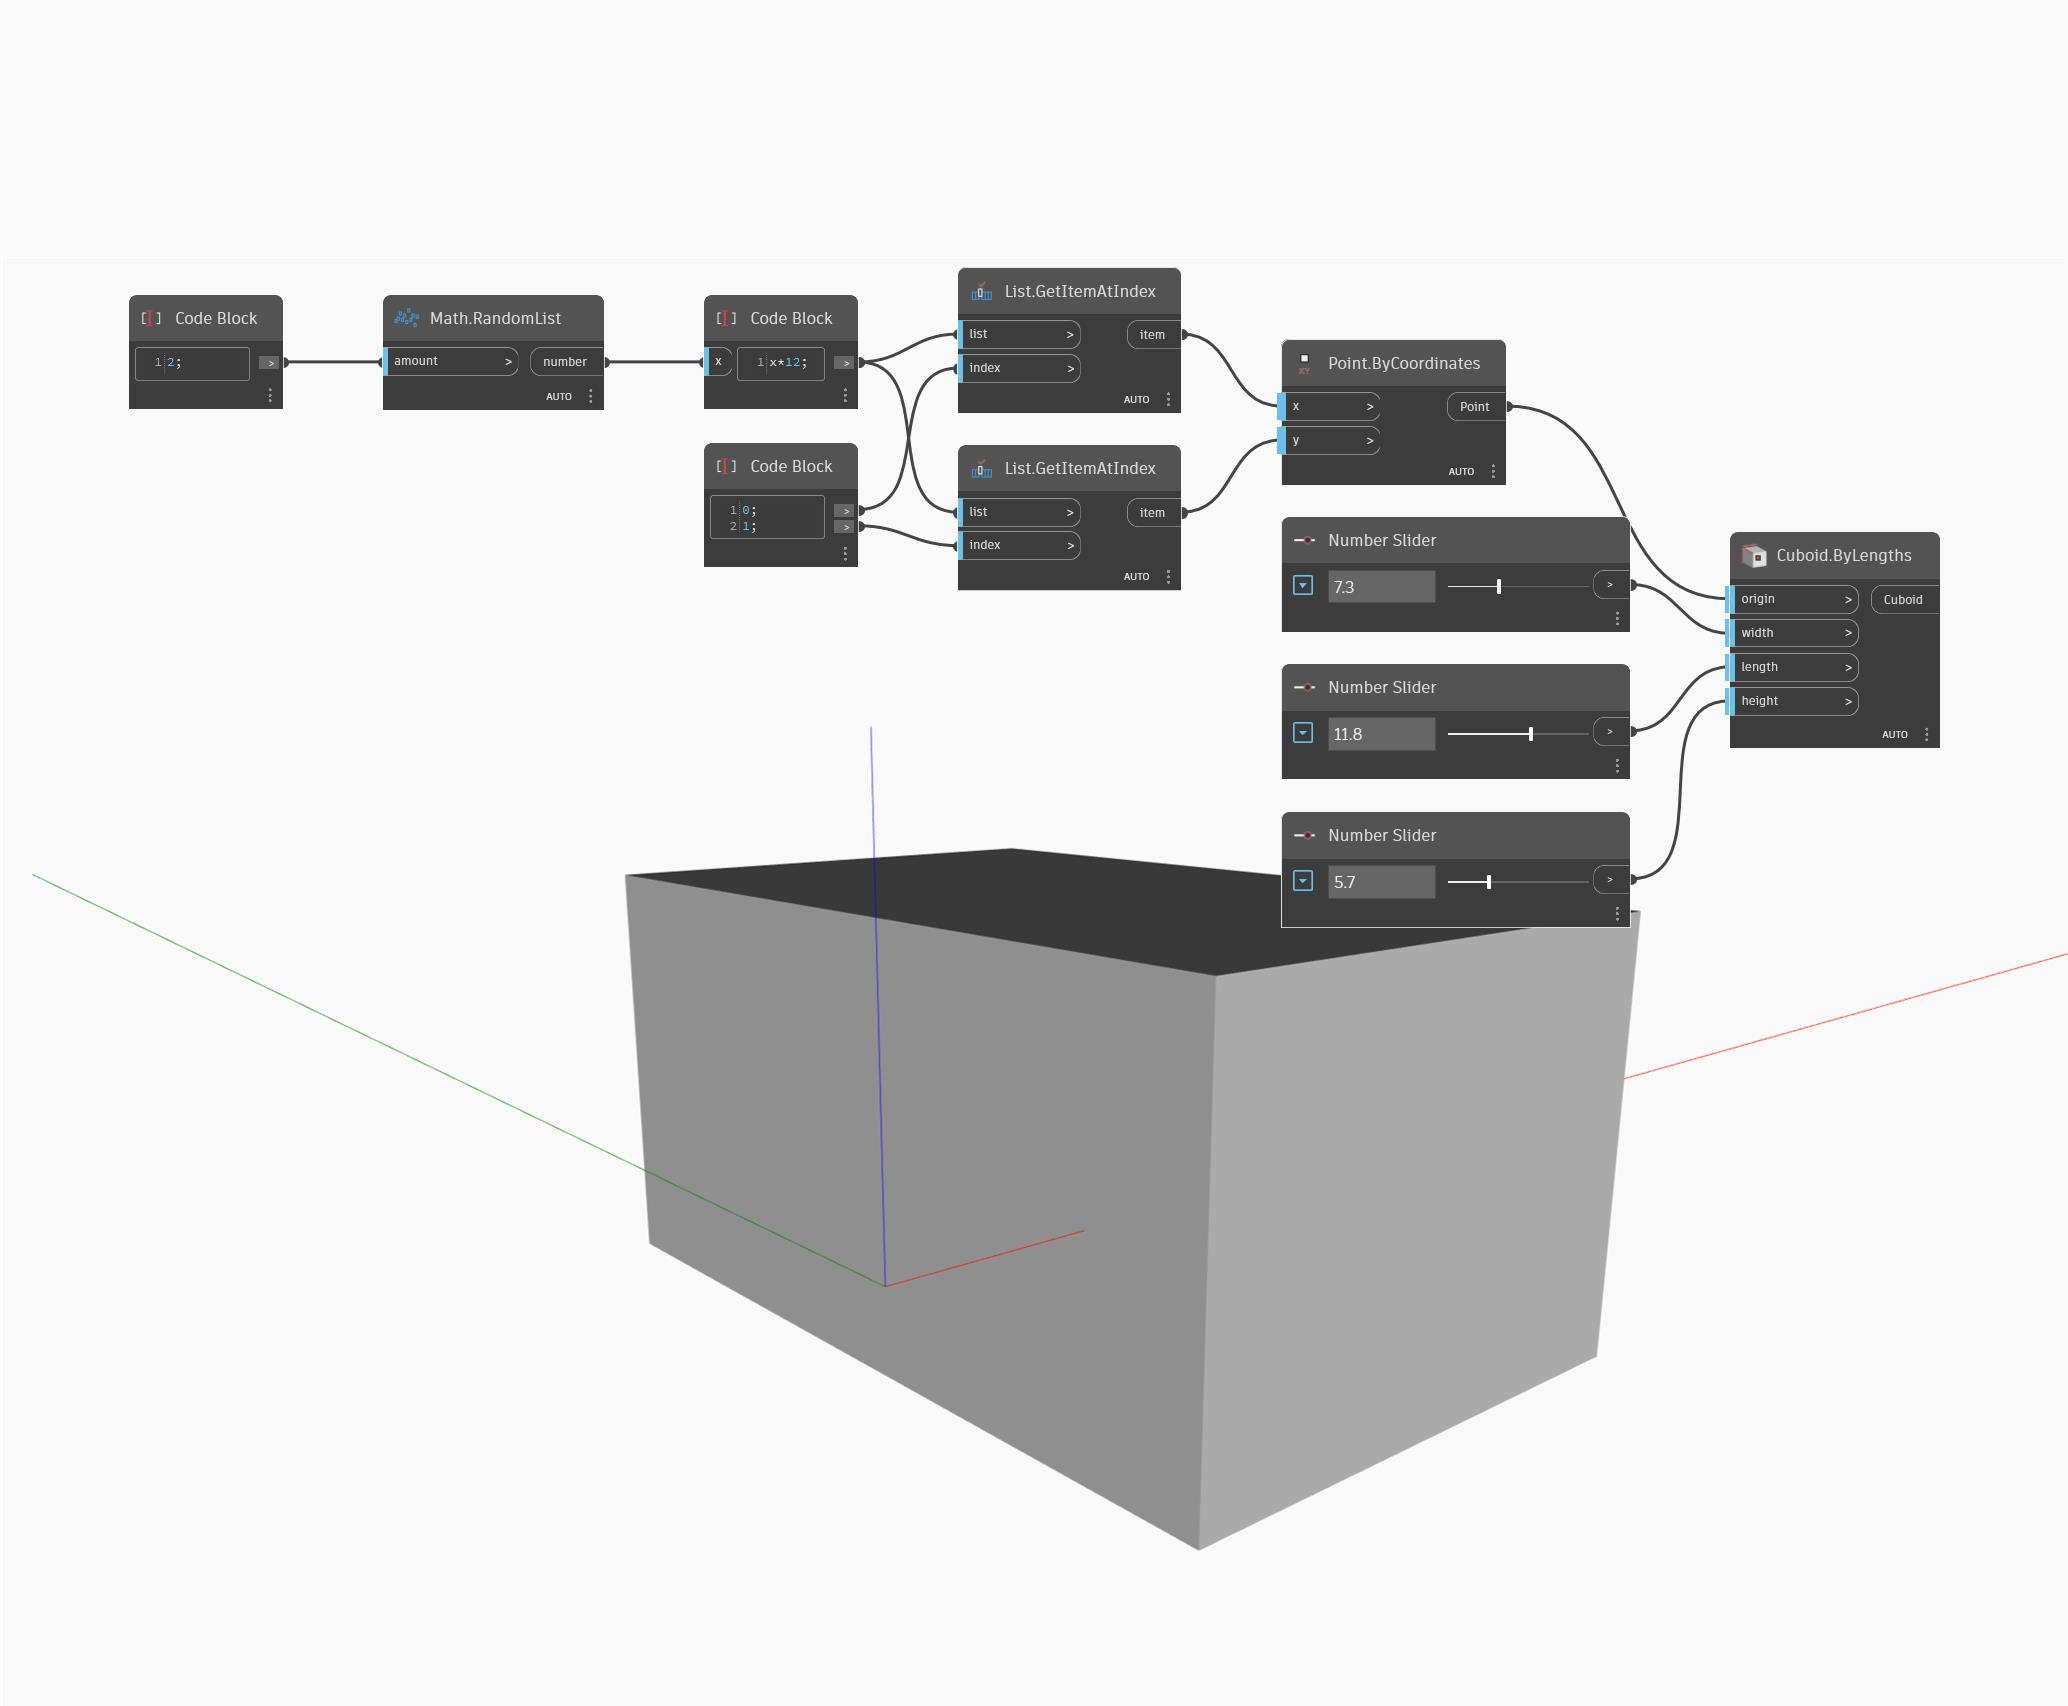 Code Block
1 2;
>
Math.RandomList
amount >
number
AUTO
Code Block
x
1 x*12;
>
Code Block
1 0;
>
2 1;
>
List.GetItemAtIndex
list >
item
index >
AUTO
List.GetItemAtIndex
list >
item
index >
AUTO
XY
Point.ByCoordinates
x >
Point
y >
AUTO
Number Slider
7.3
>
Number Slider
11.8
>
Number Slider
5.7
>
Cuboid.ByLengths
origin >
Cuboid
width >
length >
height >
AUTO